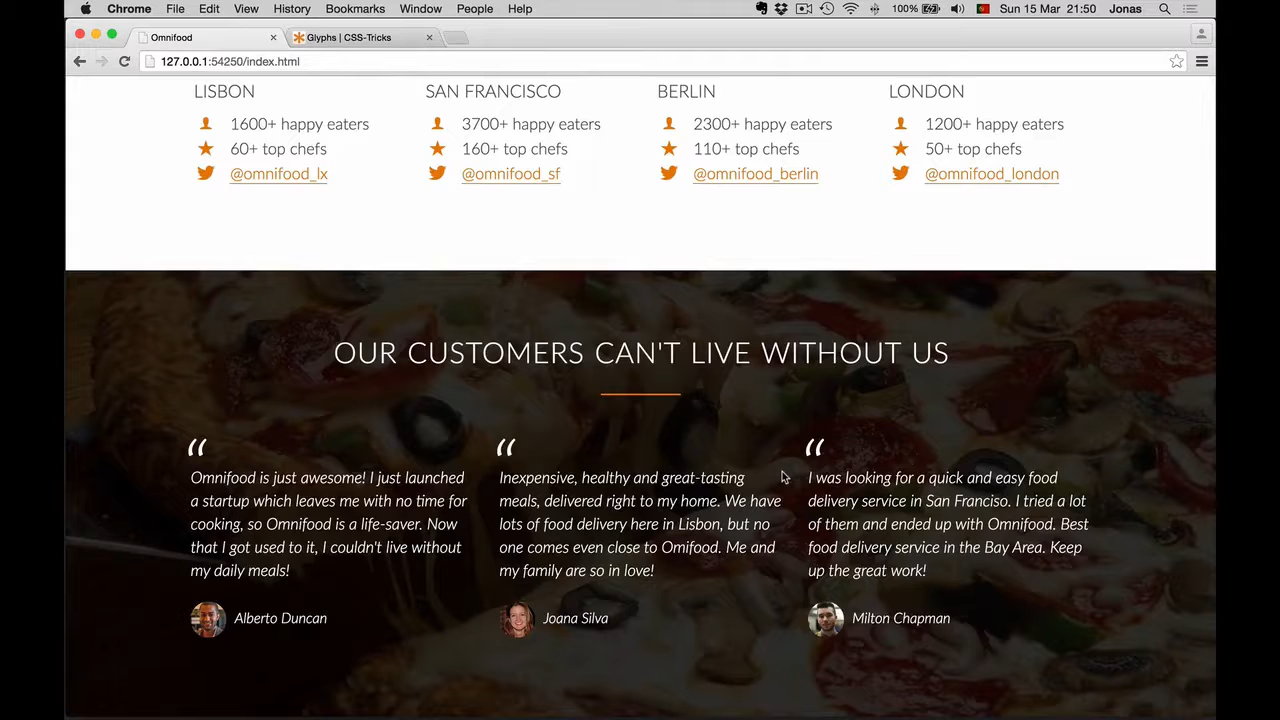 Chrome File Edit View History Bookmarks Window People Help 100% Sun 15 Mar 21:50 Jonas
Omnifood Glyphs | CSS-Tricks
127.0.0.1:54250/index.html
LISBON SAN FRANCISCO BERLIN LONDON
1600+ happy eaters 3700+ happy eaters 2300+ happy eaters 1200+ happy eaters
60+ top chefs 160+ top chefs 110+ top chefs 50+ top chefs
@omnifood_lx @omnifood_sf @omnifood_berlin @omnifood_london
OUR CUSTOMERS CAN'T LIVE WITHOUT US
“ “ “
Omnifood is just awesome! I just launched
a startup which leaves me with no time for
cooking, so Omnifood is a life-saver. Now
that I got used to it, I couldn't live without
my daily meals!
Alberto Duncan
Inexpensive, healthy and great-tasting
meals, delivered right to my home. We have
lots of food delivery here in Lisbon, but no
one comes even close to Omifood. Me and
my family are so in love!
Joana Silva
I was looking for a quick and easy food
delivery service in San Franciso. I tried a lot
of them and ended up with Omnifood. Best
food delivery service in the Bay Area. Keep
up the great work!
Milton Chapman